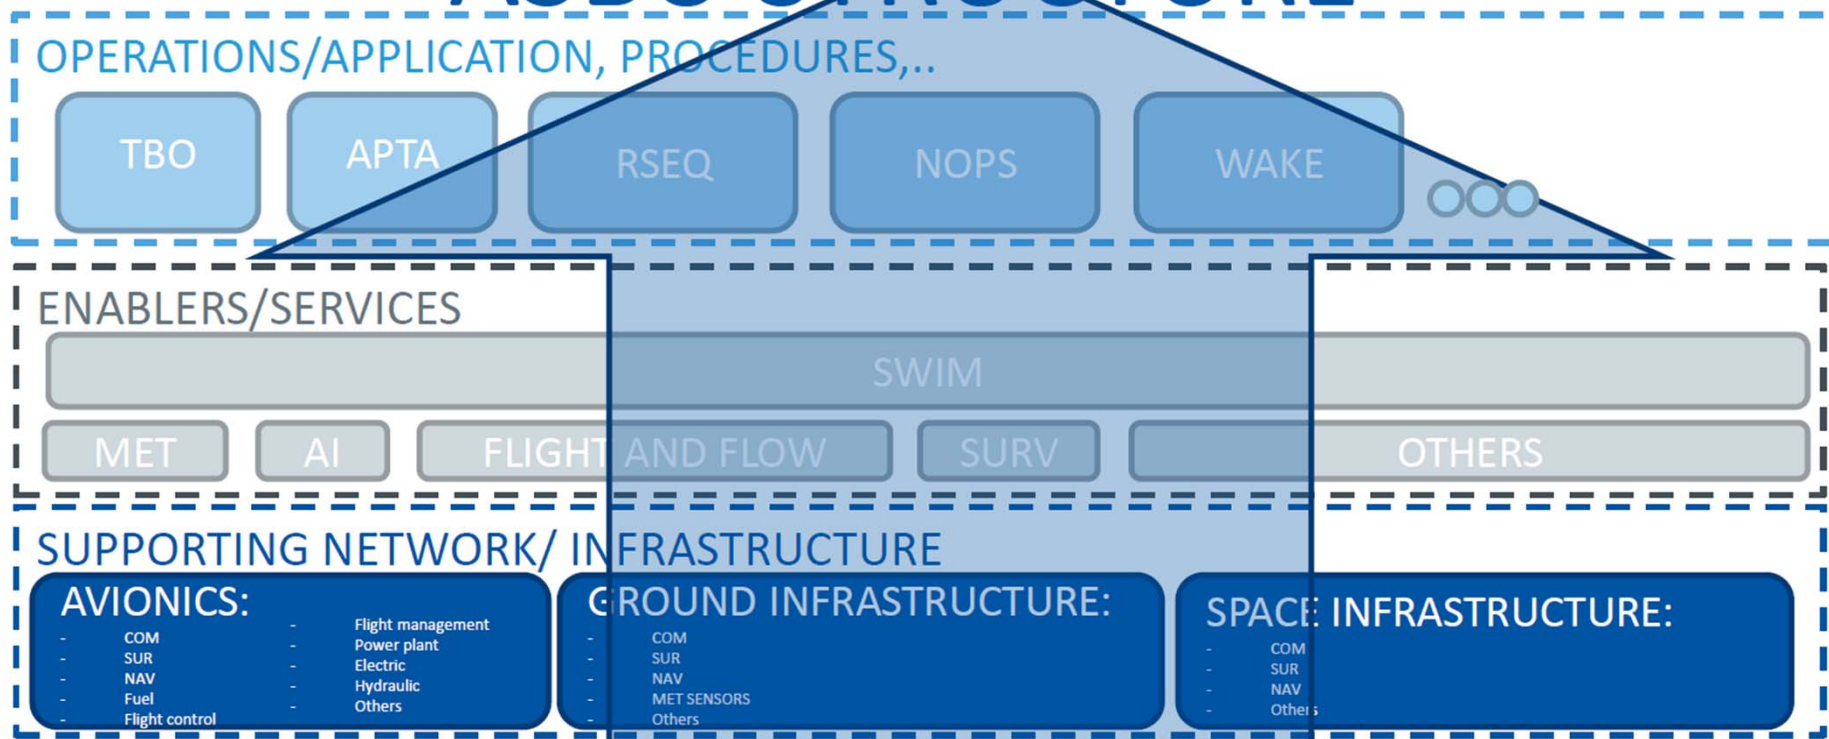 OPERATIONS/APPLICATION, PROCEDURES,..
TBO
APTA
RSEQ
NOPS
WAKE
ENABLERS/SERVICES
SWIM
MET
AI
FLIGHT AND FLOW
SURV
OTHERS
SUPPORTING NETWORK/ INFRASTRUCTURE
AVIONICS:
- COM
- SUR
- NAV
- Fuel
- Flight control
- Flight management
- Power plant
- Electric
- Hydraulic
- Others
GROUND INFRASTRUCTURE:
- COM
- SUR
- NAV
- MET SENSORS
- Others
SPACE INFRASTRUCTURE:
- COM
- SUR
- NAV
- Others